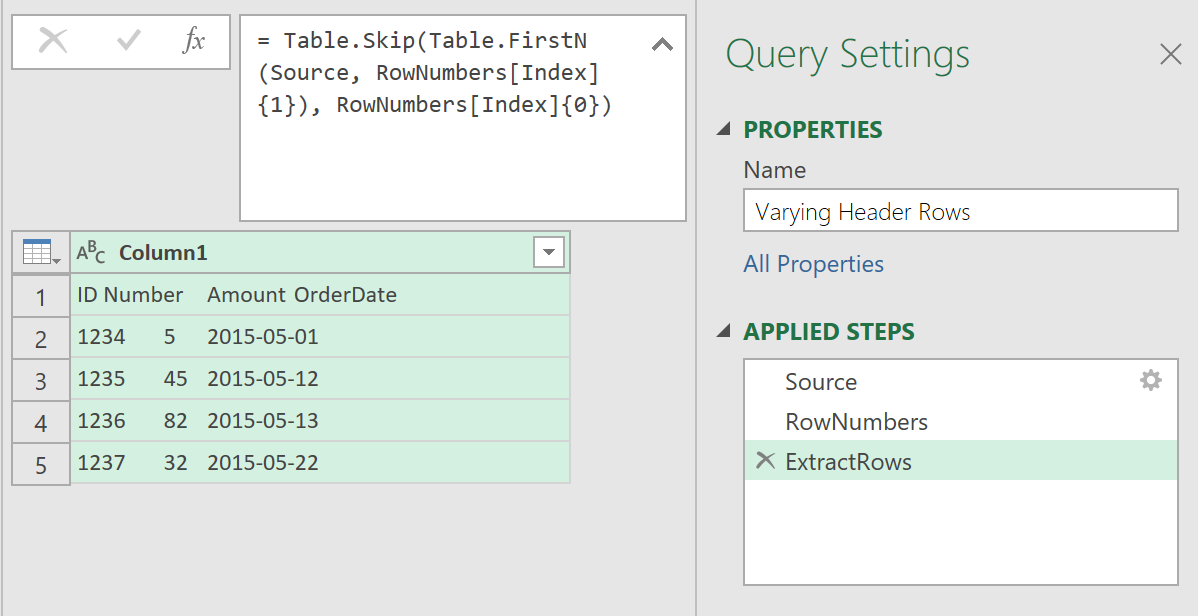 fx
= Table.Skip(Table.FirstN
(Source, RowNumbers[Index]
{1}), RowNumbers[Index]{0})
ABC Column1
1 ID Number Amount OrderDate
2 1234 5 2015-05-01
3 1235 45 2015-05-12
4 1236 82 2015-05-13
5 1237 32 2015-05-22
Query Settings
PROPERTIES
Name
Varying Header Rows
All Properties
APPLIED STEPS
Source
RowNumbers
ExtractRows